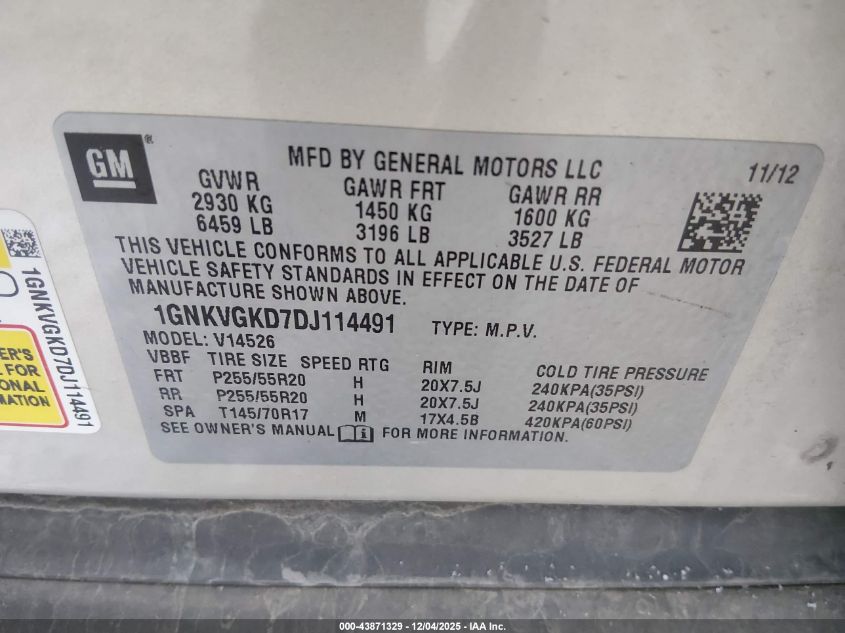 GM®
MFD BY GENERAL MOTORS LLC
11/12
GVWR GAWR FRT GAWR RR
2930 KG 1450 KG 1600 KG
6459 LB 3196 LB 3527 LB
THIS VEHICLE CONFORMS TO ALL APPLICABLE U.S. FEDERAL MOTOR
VEHICLE SAFETY STANDARDS IN EFFECT ON THE DATE OF
MANUFACTURE SHOWN ABOVE.
1GNKVGKD7DJ114491 TYPE: M.P.V.
MODEL: V14526
VBBF TIRE SIZE SPEED RTG RIM COLD TIRE PRESSURE
FRT P255/55R20 H 20X7.5J 240KPA(35PSI)
RR P255/55R20 H 20X7.5J 240KPA(35PSI)
SPA T145/70R17 M 17X4.5B 420KPA(60PSI)
SEE OWNER'S MANUAL FOR MORE INFORMATION.
1GNKVGKD7DJ114491
ER'S
FOR
ONAL
MATION
000-43871329 - 12/04/2025 - IAA Inc.